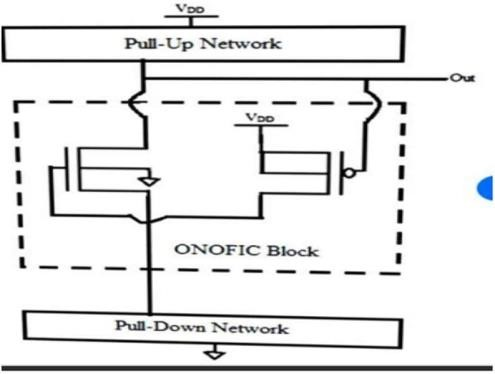 VDD
Pull-Up Network
Out
VDD
ONOFIC Block
Pull-Down Network